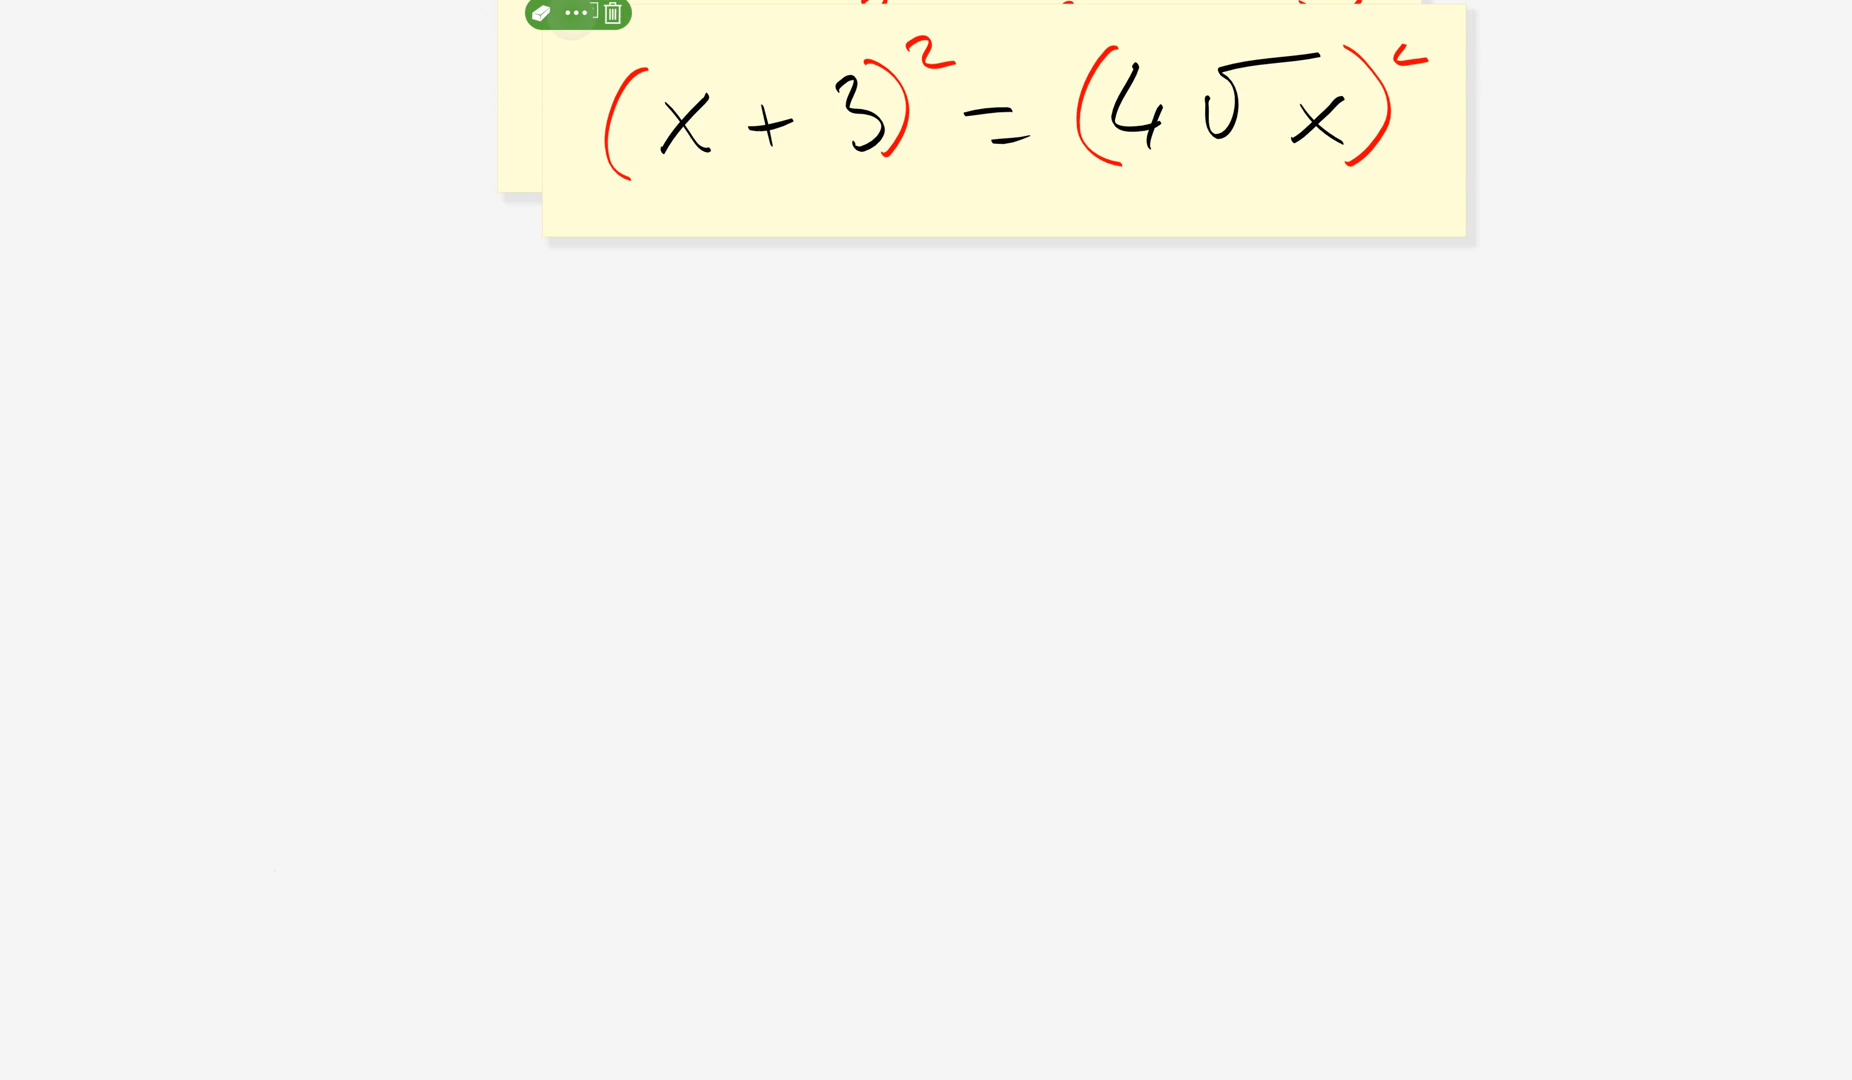 (x + 3)² = (4√x)²